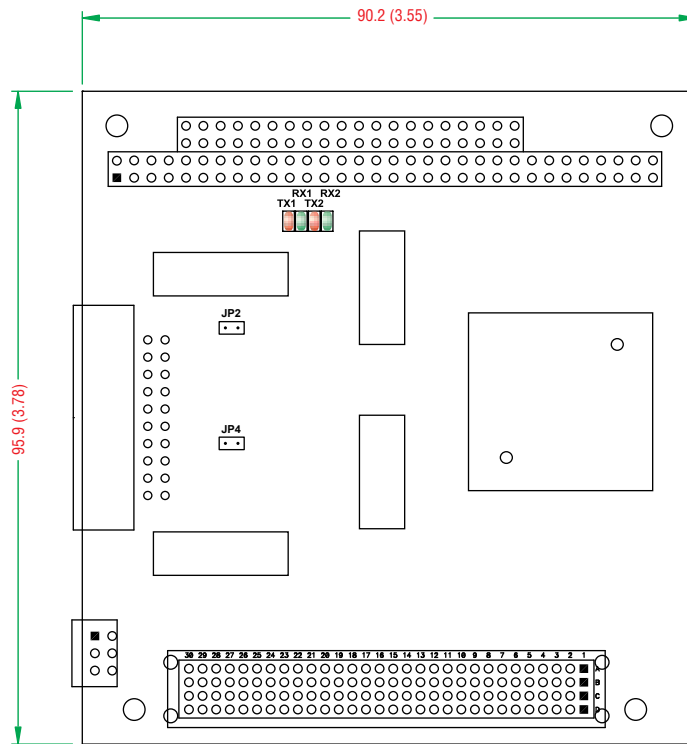 90.2 (3.55)
RX1 RX2
TX1 TX2
JP2
95.9 (3.78)
JP4
30 29 28 27 26 25 24 23 22 21 20 19 18 17 16 15 14 13 12 11 10 9 8 7 6 5 4 3 2 1
A
B
C
D